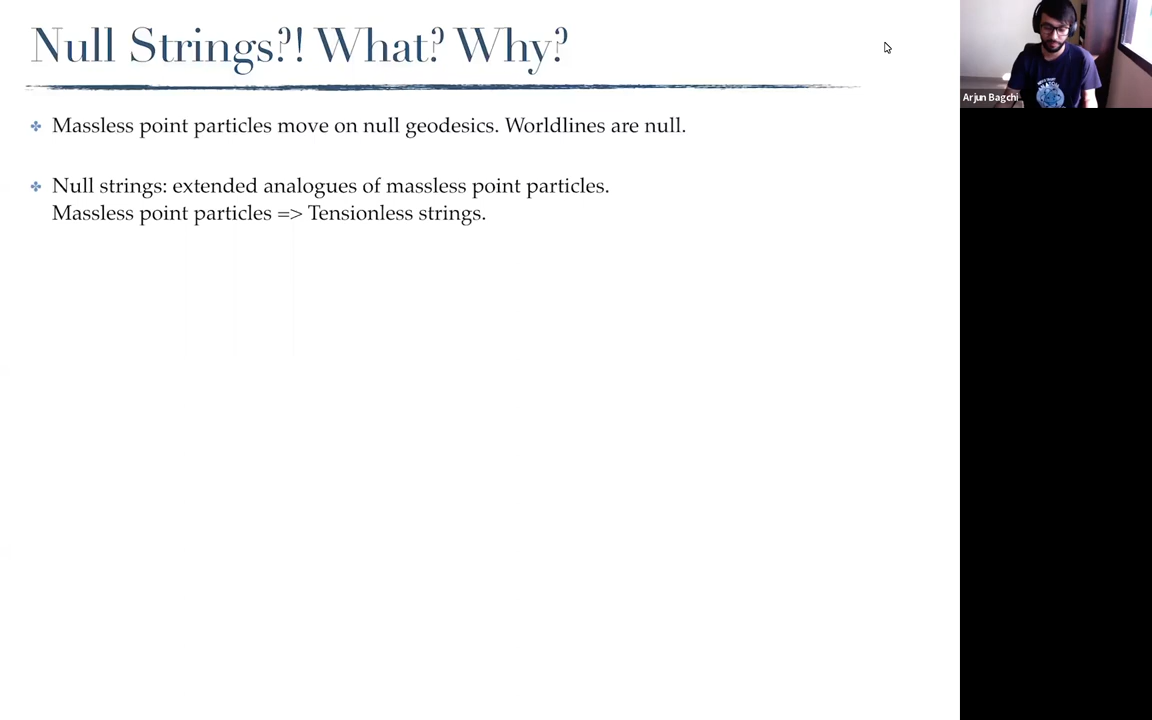 Null Strings?! What? Why?
Massless point particles move on null geodesics. Worldlines are null.
Null strings: extended analogues of massless point particles.
Massless point particles => Tensionless strings.
Arjun Bagchi